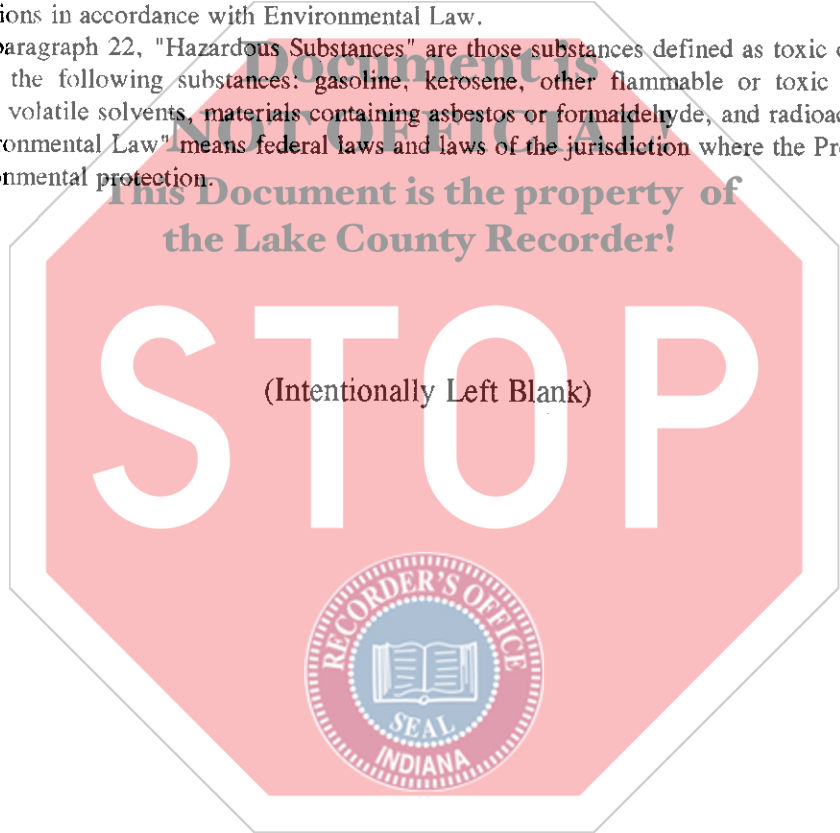 ions in accordance with Environmental Law.
paragraph 22, "Hazardous Substances" are those substances defined as toxic
the following substances: gasoline, kerosene, other flammable or toxic
volatile solvents, materials containing asbestos or formaldehyde, and radioac
ronmental Law" means federal laws and laws of the jurisdiction where the Pr
onmental protection.
Document is
NOT OFFICIAL!
This Document is the property of
the Lake County Recorder!
STOP
(Intentionally Left Blank)
RECORDER'S OFFICE
SEAL
INDIANA